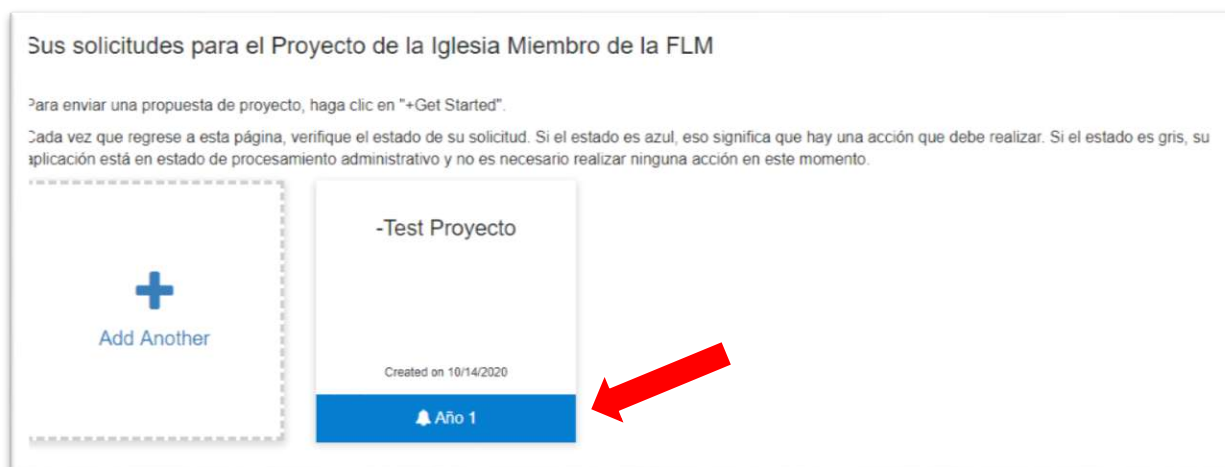 Sus solicitudes para el Proyecto de la Iglesia Miembro de la FLM
Para enviar una propuesta de proyecto, haga clic en "+Get Started".
Cada vez que regrese a esta página, verifique el estado de su solicitud. Si el estado es azul, eso significa que hay una acción que debe realizar. Si el estado es gris, su
aplicación está en estado de procesamiento administrativo y no es necesario realizar ninguna acción en este momento.
-Test Proyecto
Add Another
Created on 10/14/2020
Año 1